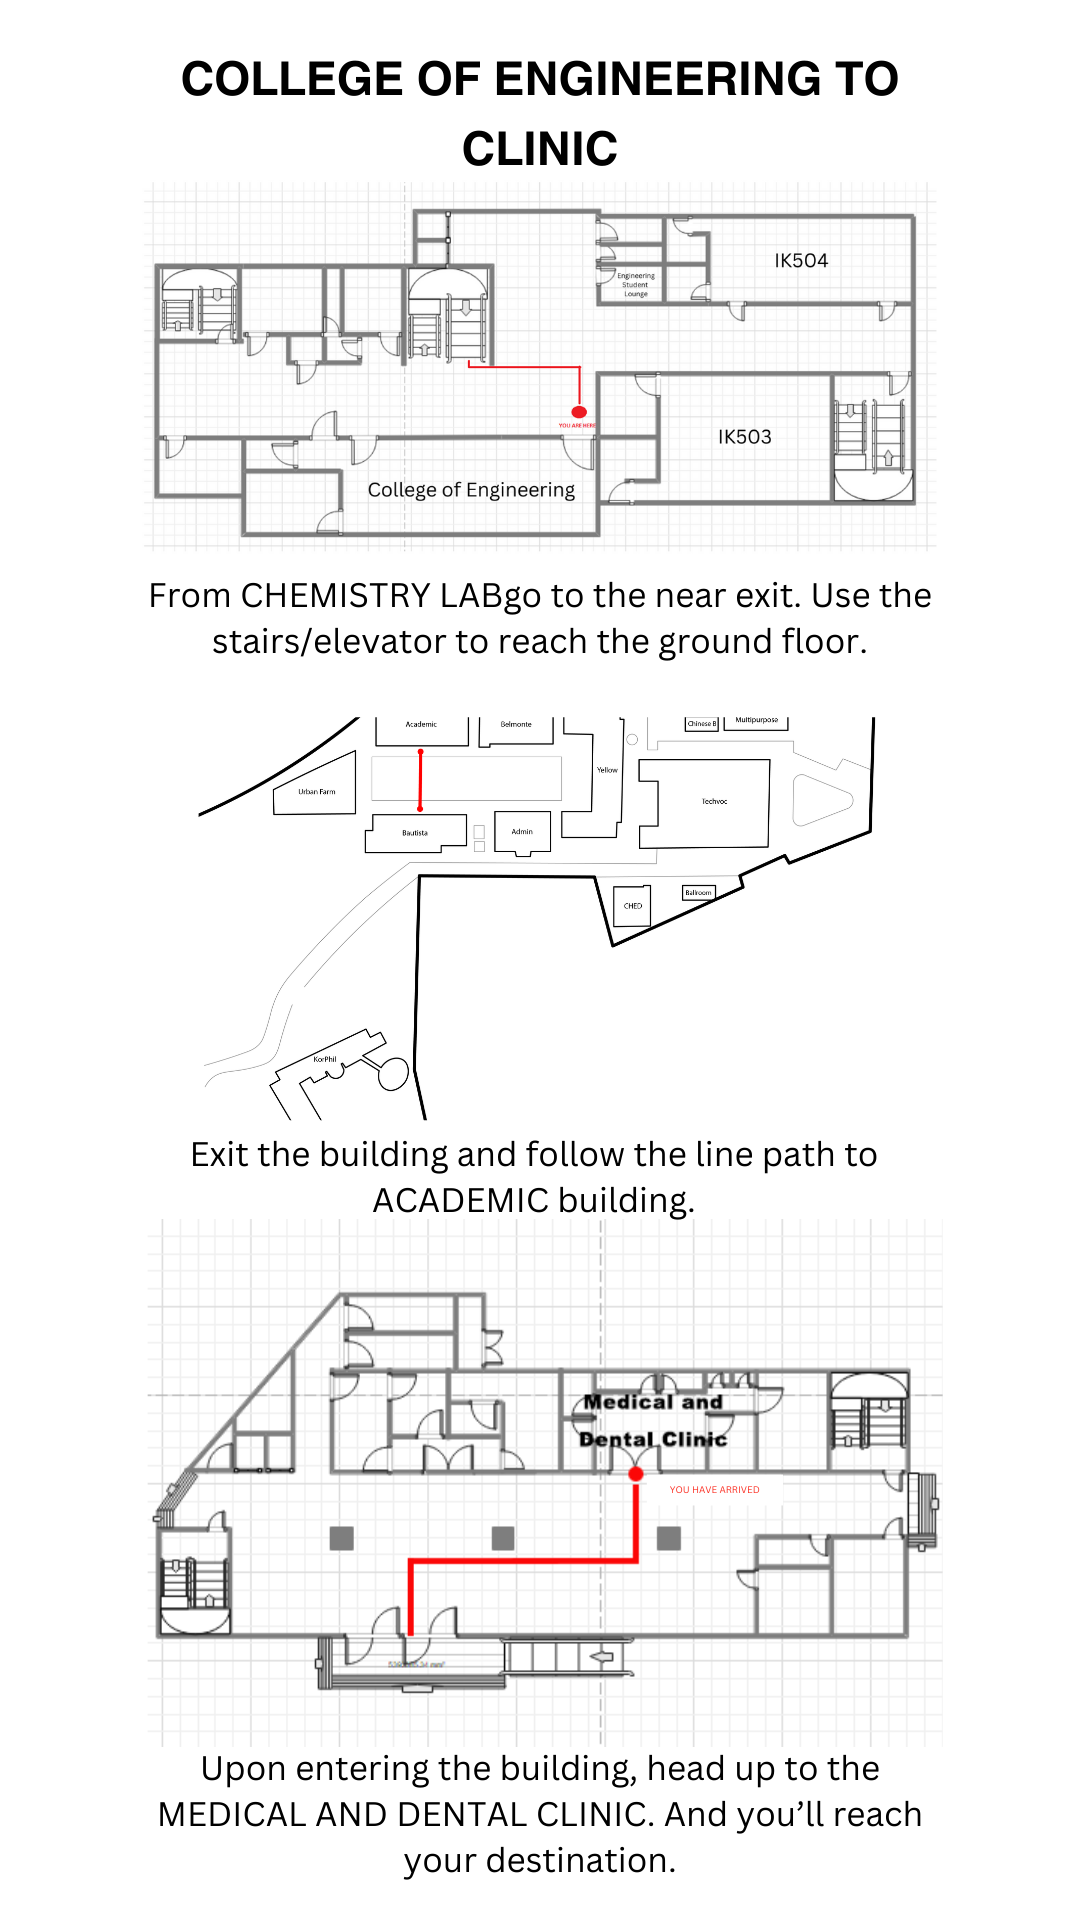 COLLEGE OF ENGINEERING TO
CLINIC
IK504
Engineering
Student
Lounge
YOU ARE HERE
IK503
College of Engineering
From CHEMISTRY LABgo to the near exit. Use the
stairs/elevator to reach the ground floor.
Academic
Belmonte
Chinese B
Multipurpose
Urban Farm
Yellow
Techvoc
Bautista
Admin
CHED
Ballroom
KorPhil
Exit the building and follow the line path to
ACADEMIC building.
Medical and
Dental Clinic
YOU HAVE ARRIVED
Upon entering the building, head up to the
MEDICAL AND DENTAL CLINIC. And you’ll reach
your destination.